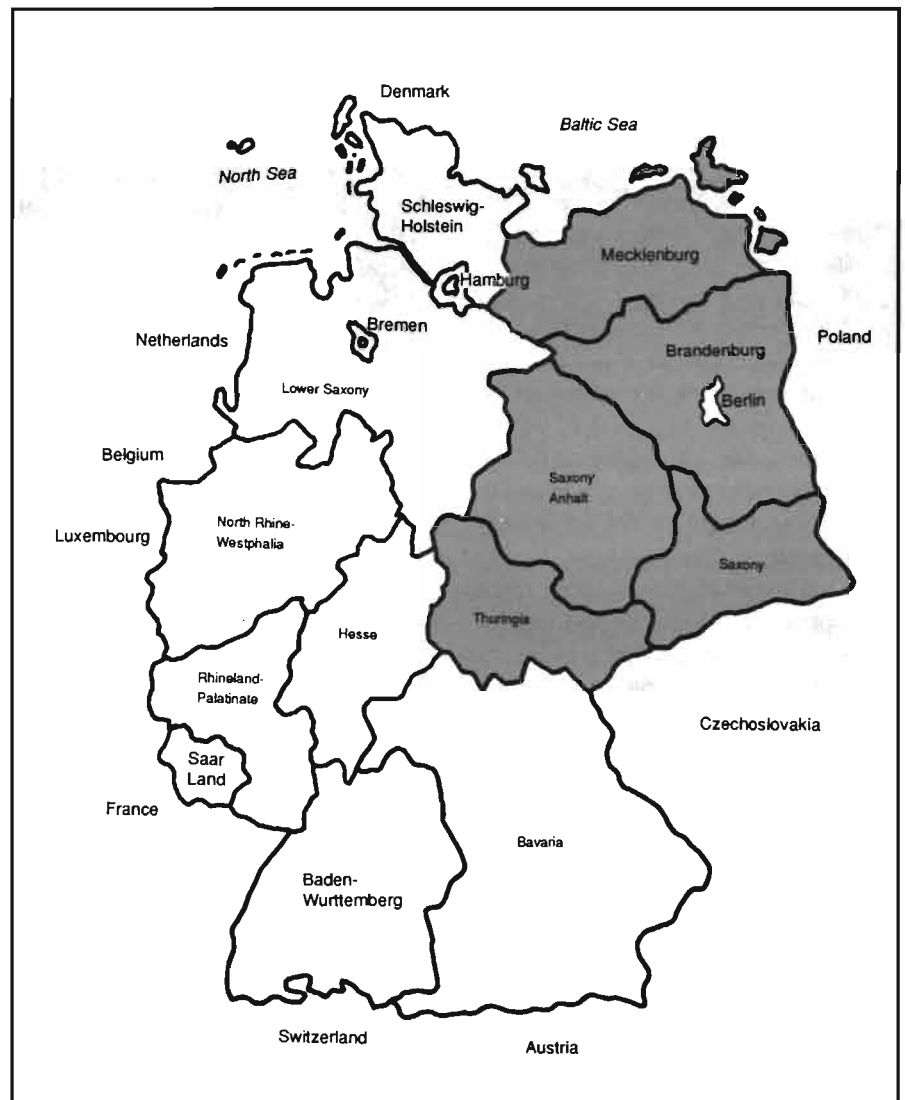 Denmark
Baltic Sea
North Sea
Schleswig-
Holstein
Mecklenburg
Hamburg
Bremen
Netherlands
Poland
Brandenburg
Lower Saxony
Berlin
Belgium
Saxony
Anhalt
North Rhine-
Westphalia
Luxembourg
Saxony
Thuringia
Hesse
Rhineland-
Palatinate
Czechoslovakia
Saar
Land
France
Bavaria
Baden-
Wurttemberg
Switzerland
Austria